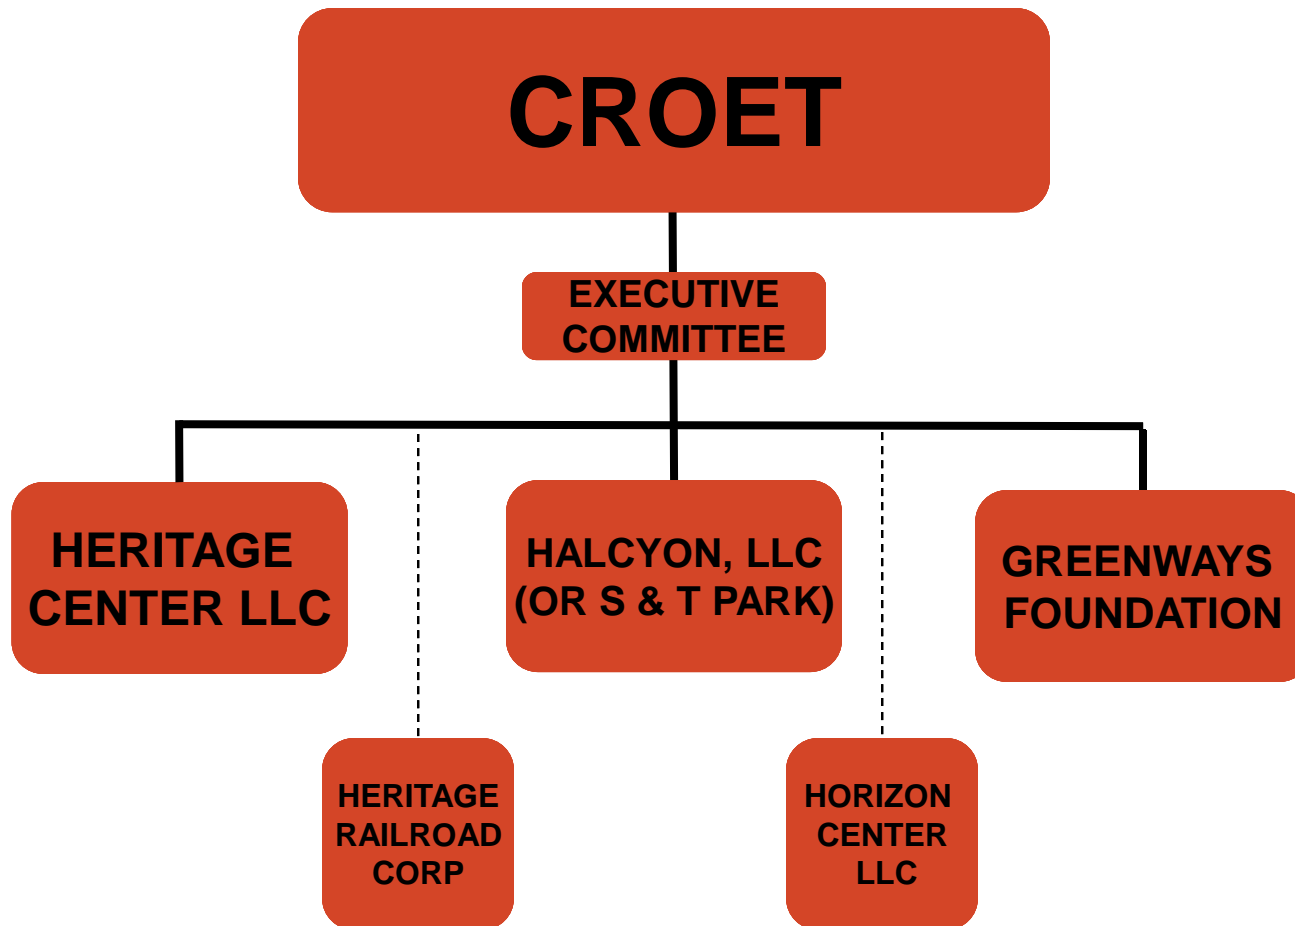 CROET
EXECUTIVE
COMMITTEE
HERITAGE
CENTER LLC
HALCYON, LLC
(OR S & T PARK)
GREENWAYS
FOUNDATION
HERITAGE
RAILROAD
CORP
HORIZON
CENTER
LLC